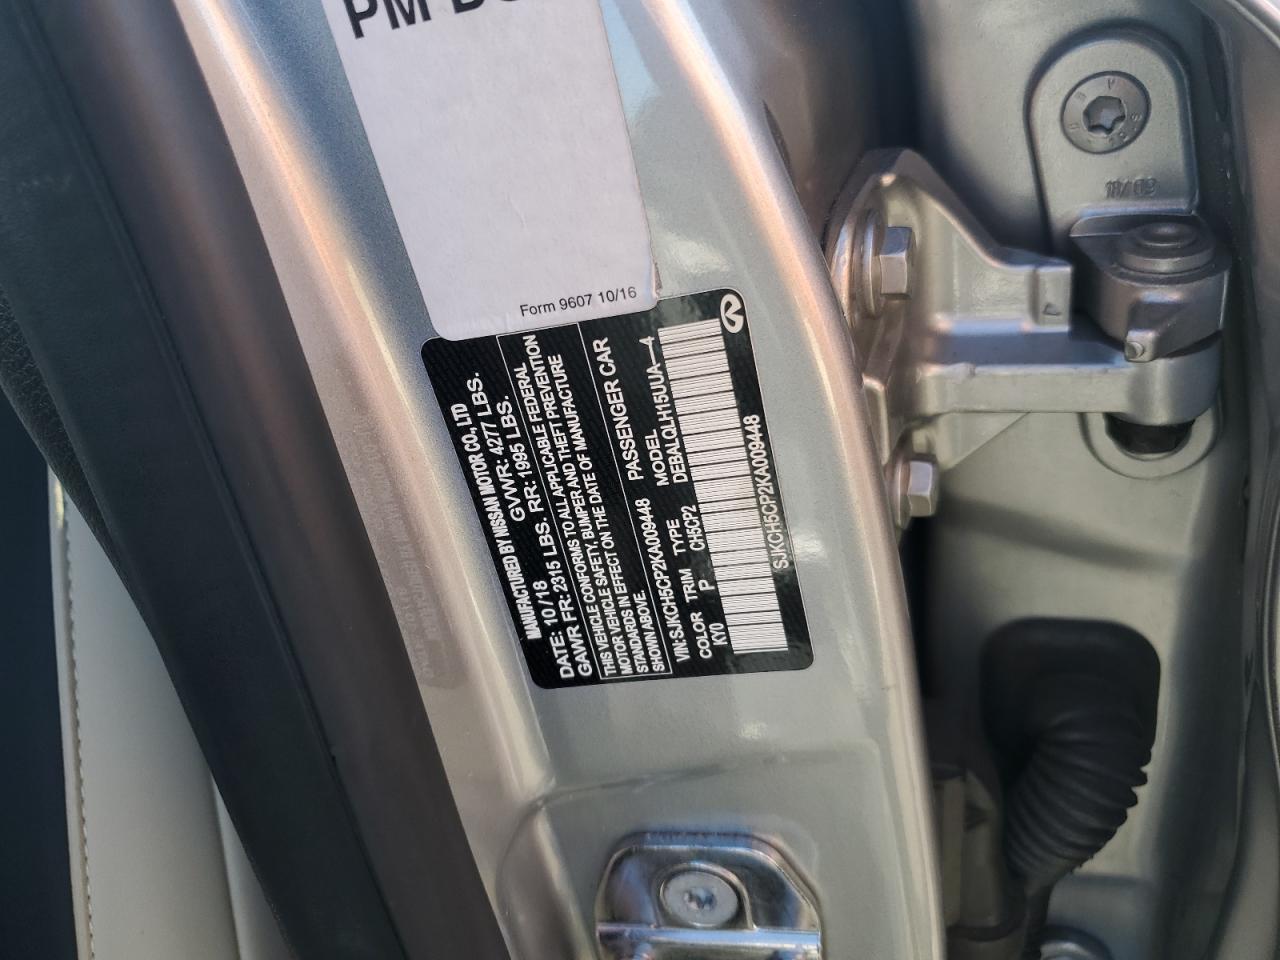 Form 9607 10/16
MANUFACTURED BY NISSAN MOTOR CO., LTD
DATE: 10/18 GVWR: 4277 LBS.
GAWR FR: 2315 LBS. RR: 1995 LBS.
THIS VEHICLE CONFORMS TO ALL APPLICABLE FEDERAL
MOTOR VEHICLE SAFETY, BUMPER AND THEFT PREVENTION
STANDARDS IN EFFECT ON THE DATE OF MANUFACTURE
SHOWN ABOVE.
VIN:SJKCH5CP2KA009448 PASSENGER CAR
COLOR TRIM TYPE MODEL
KY0 P CH5CP2 DEBALQLH15UUA—4
SJKCH5CP2KA009448